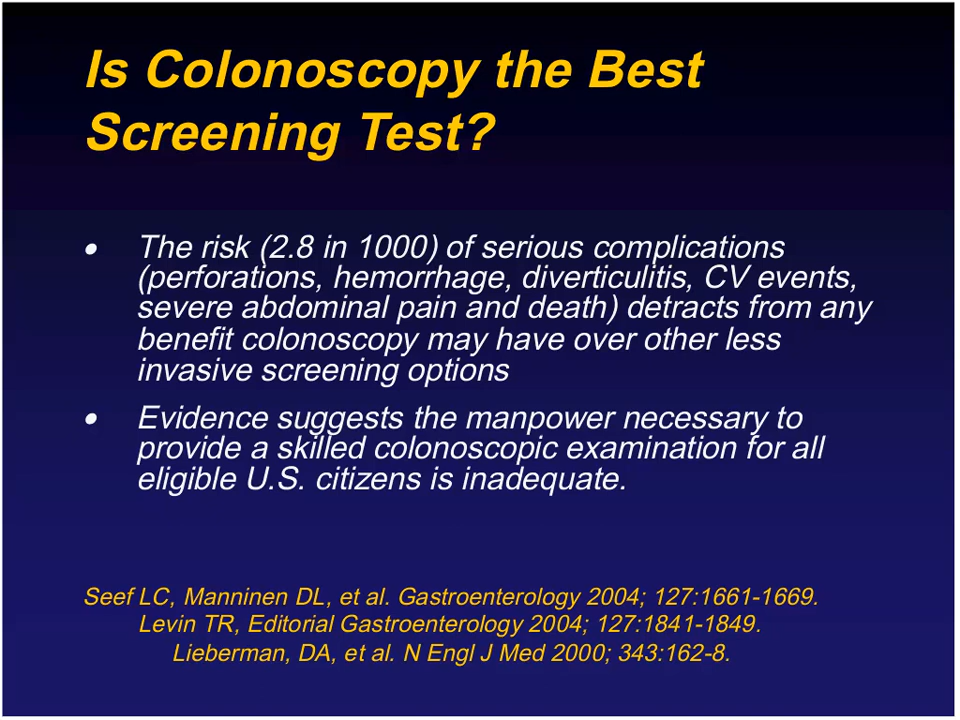 Is Colonoscopy the Best
Screening Test?
• The risk (2.8 in 1000) of serious complications
(perforations, hemorrhage, diverticulitis, CV events,
severe abdominal pain and death) detracts from any
benefit colonoscopy may have over other less
invasive screening options
• Evidence suggests the manpower necessary to
provide a skilled colonoscopic examination for all
eligible U.S. citizens is inadequate.
Seef LC, Manninen DL, et al. Gastroenterology 2004; 127:1661-1669.
Levin TR, Editorial Gastroenterology 2004; 127:1841-1849.
Lieberman, DA, et al. N Engl J Med 2000; 343:162-8.